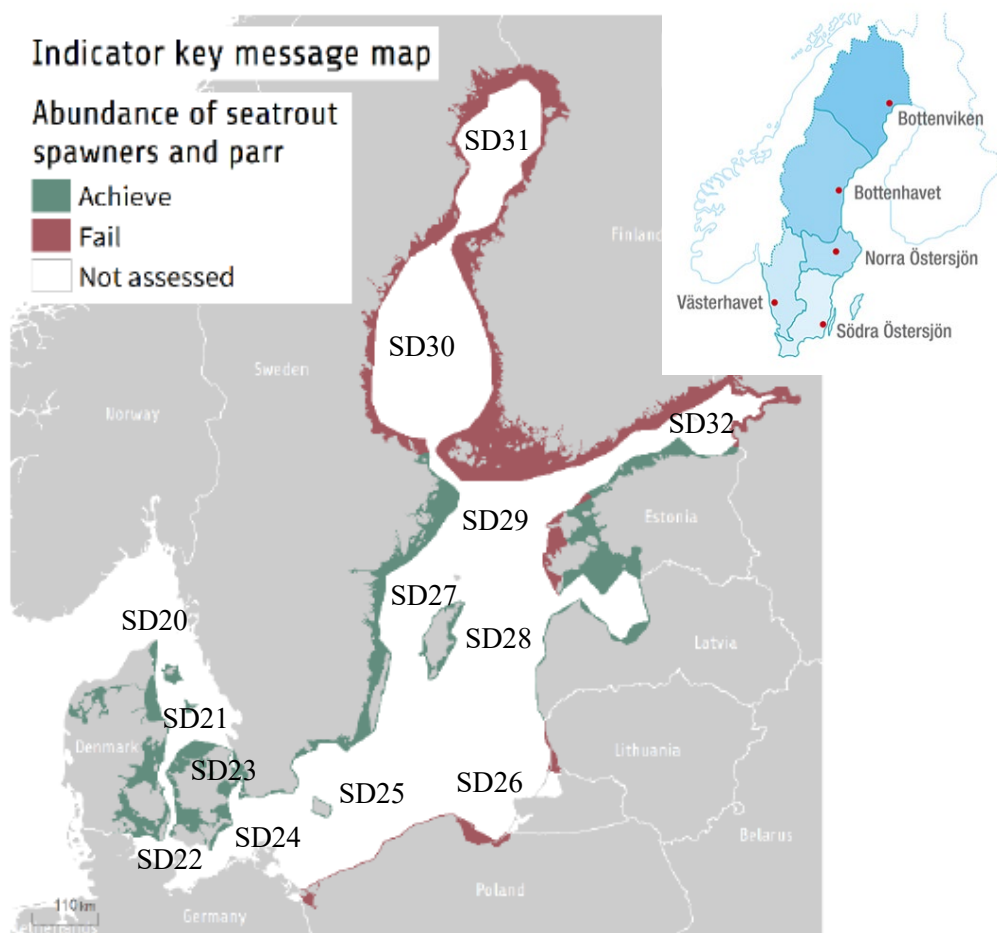 Indicator key message map
Abundance of seatrout
spawners and parr
Achieve
Fail
Not assessed
Bottenviken
Bottenhavet
Norra Östersjön
Västerhavet
Södra Östersjön
SD31
Finland
SD30
Sweden
Norway
SD32
SD29
Estonia
SD27
SD20
SD28
Latvia
SD21
Denmark
Lithuania
SD23
SD26
SD25
SD24
Belarus
SD22
Poland
110 km
Germany